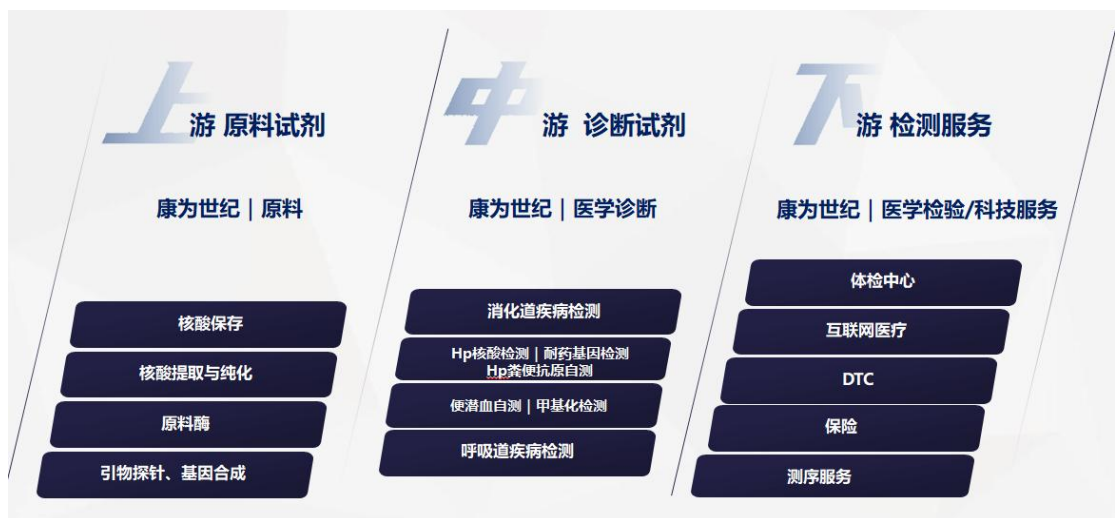 上游 原料试剂
康为世纪｜原料
核酸保存
核酸提取与纯化
原料酶
引物探针、基因合成
中游 诊断试剂
康为世纪｜医学诊断
消化道疾病检测
Hp核酸检测｜耐药基因检测
Hp粪便抗原自测
便潜血自测｜甲基化检测
呼吸道疾病检测
下游 检测服务
康为世纪｜医学检验/科技服务
体检中心
互联网医疗
DTC
保险
测序服务